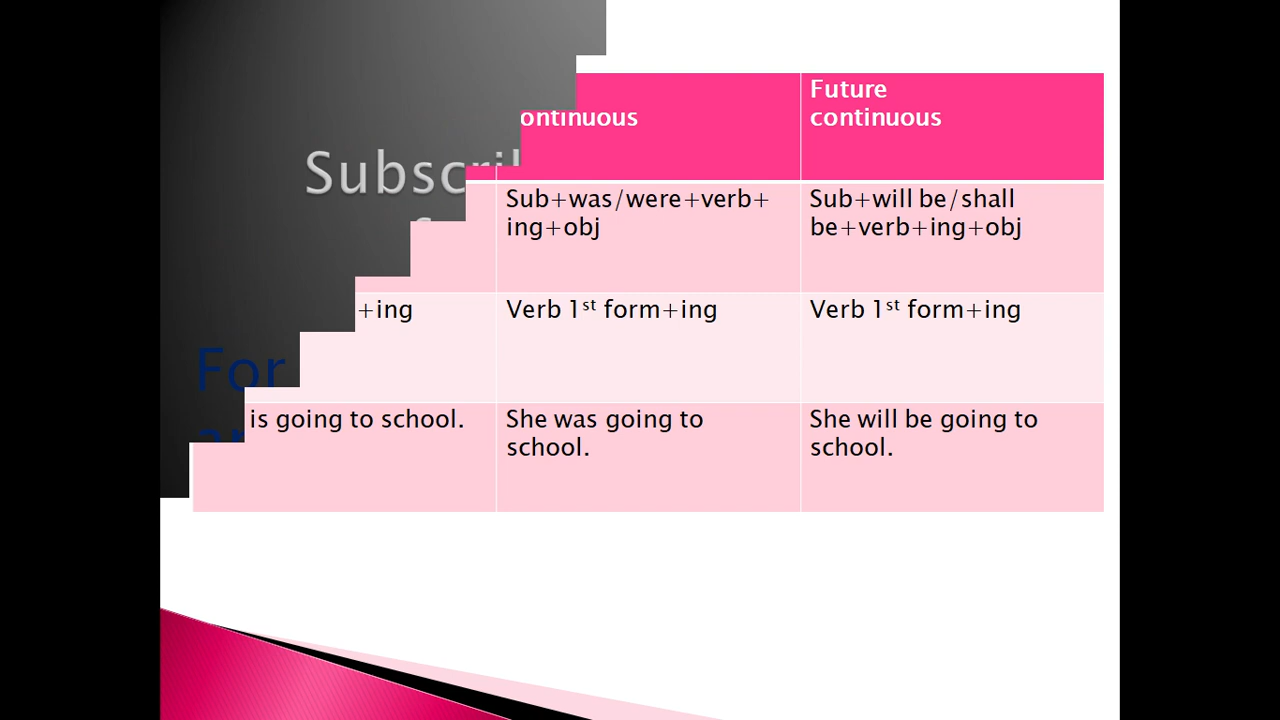 ontinuous
Future
continuous
Sub+was/were+verb+
ing+obj
Sub+will be/shall
be+verb+ing+obj
+ing
Verb 1st form+ing
Verb 1st form+ing
is going to school.
She was going to
school.
She will be going to
school.
For